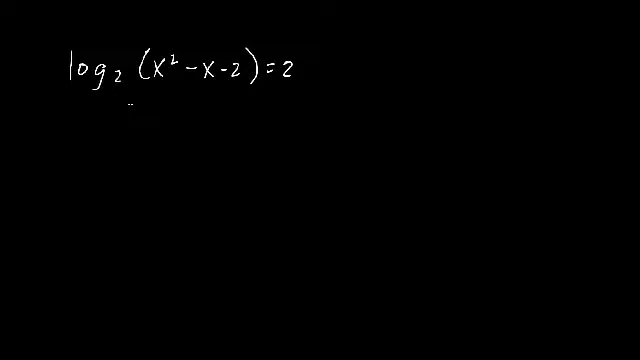 log₂ (x² - x - 2) = 2